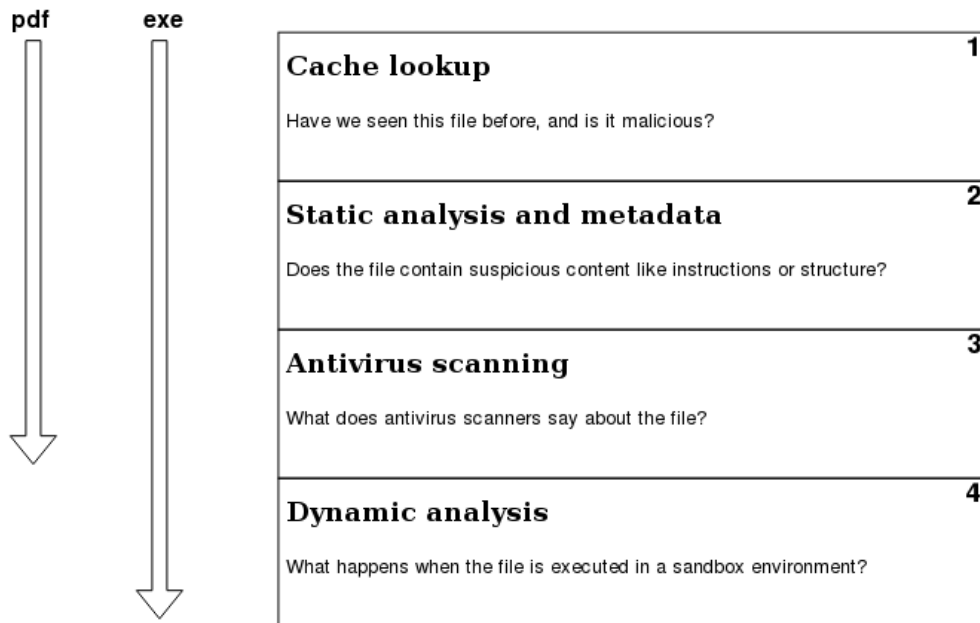 pdf exe
1
Cache lookup
Have we seen this file before, and is it malicious?
2
Static analysis and metadata
Does the file contain suspicious content like instructions or structure?
3
Antivirus scanning
What does antivirus scanners say about the file?
4
Dynamic analysis
What happens when the file is executed in a sandbox environment?